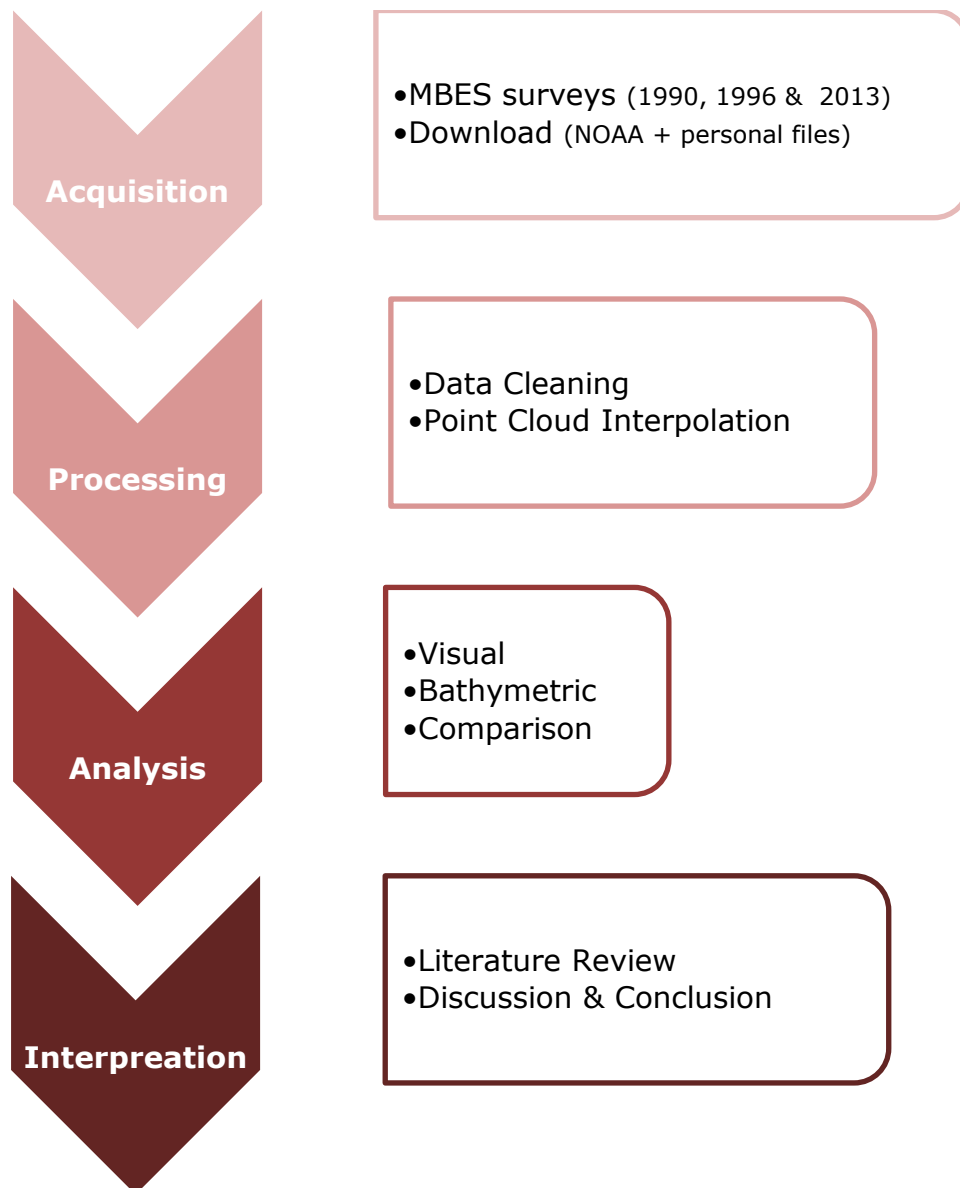 Acquisition
•MBES surveys (1990, 1996 & 2013)
•Download (NOAA + personal files)
Processing
•Data Cleaning
•Point Cloud Interpolation
Analysis
•Visual
•Bathymetric
•Comparison
Interpreation
•Literature Review
•Discussion & Conclusion